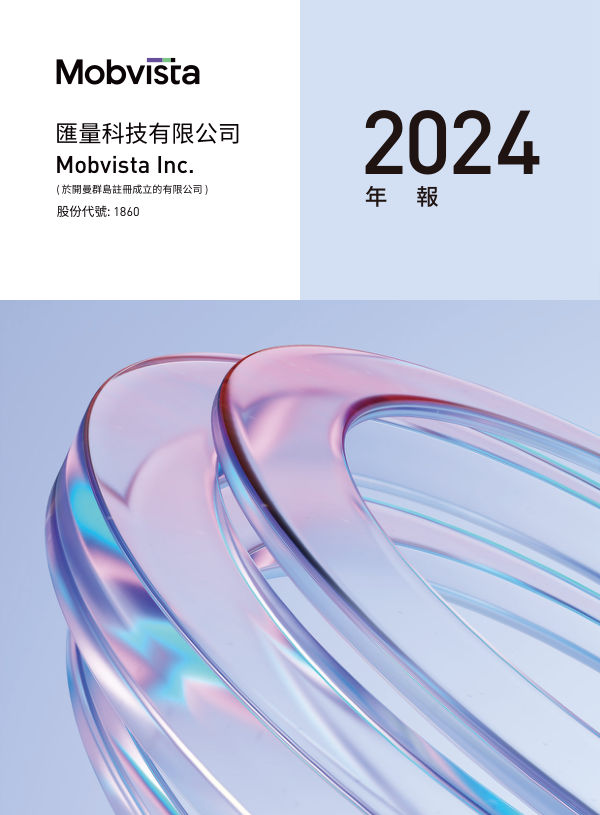 Mobvista
匯量科技有限公司
Mobvista Inc.
(於開曼群島註冊成立的有限公司)
股份代號: 1860
2024
年 報